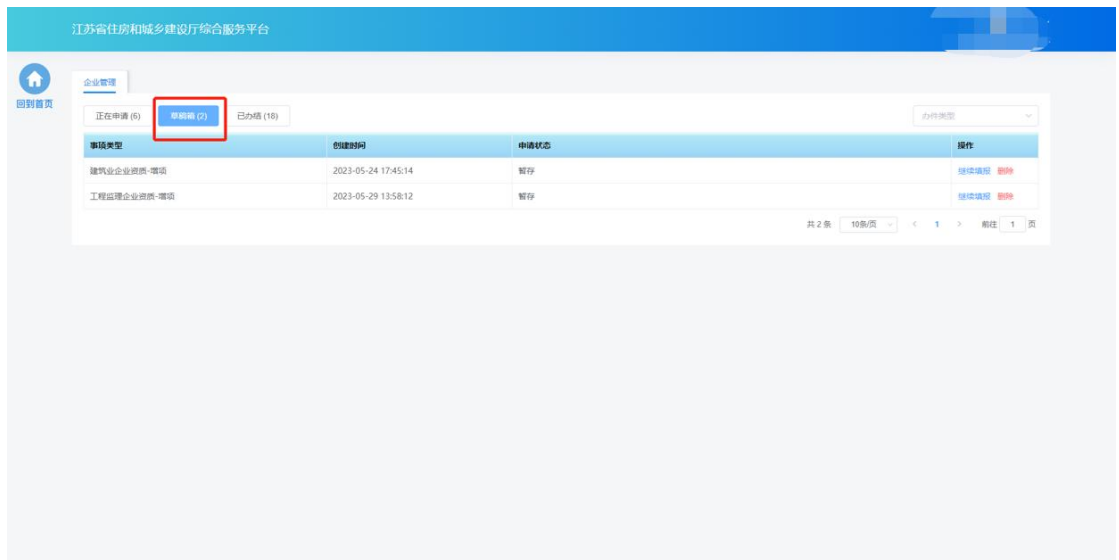 江苏省住房和城乡建设厅综合服务平台
回到首页
企业管理
正在申请 (6) 草稿箱 (2) 已办结 (18) 办件类型
事项类型 创建时间 申请状态 操作
建筑业企业资质-增项 2023-05-24 17:45:14 暂存 继续填报 删除
工程监理企业资质-增项 2023-05-29 13:58:12 暂存 继续填报 删除
共 2 条 10条/页 < 1 > 前往 1 页